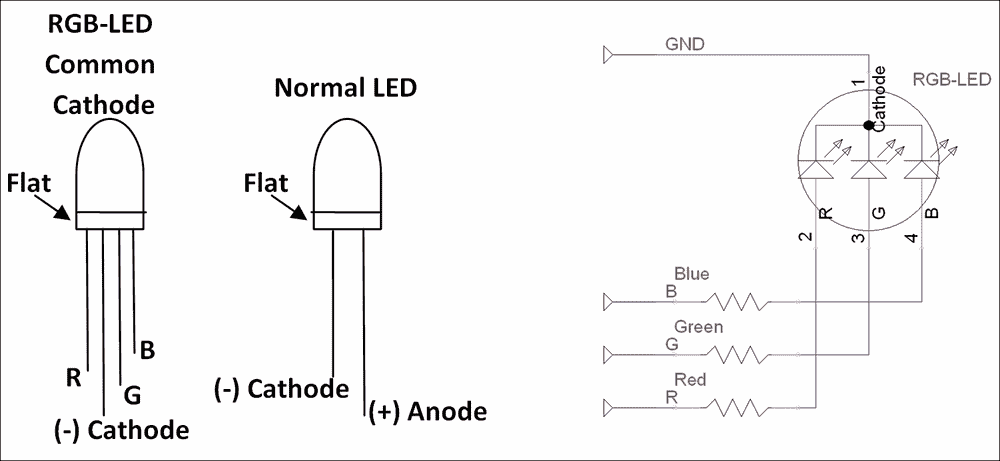 RGB-LED
Common
Cathode
Flat
R
B
G
(-) Cathode
Normal LED
Flat
(-) Cathode
(+) Anode
GND
1
Cathode
RGB-LED
R
G
B
2
3
4
Blue
B
Green
G
Red
R